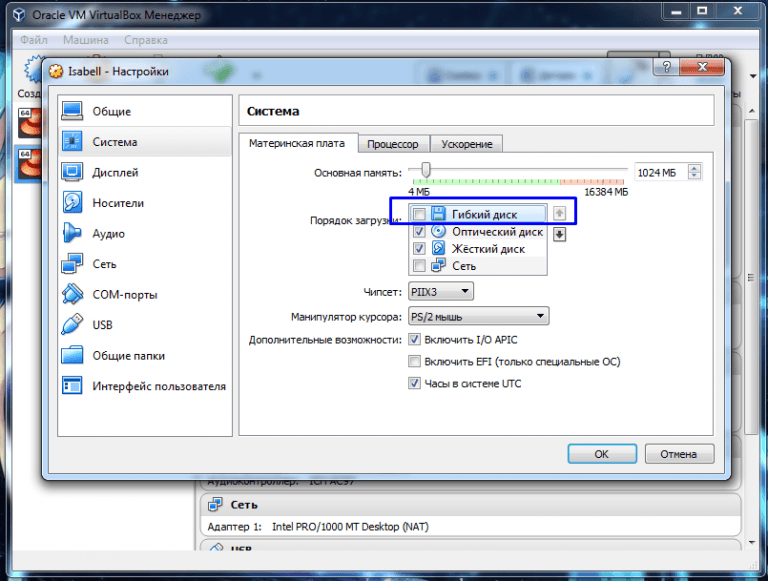 Oracle VM VirtualBox Менеджер
Файл Машина Справка
Isabell - Настройки
Созд
64
64
Общие
Система
Дисплей
Носители
Аудио
Сеть
COM-порты
USB
Общие папки
Интерфейс пользователя
Система
Материнская плата Процессор Ускорение
Основная память: 1024 МБ
4 МБ 16384 МБ
Порядок загрузки: Гибкий диск
Оптический диск
Жёсткий диск
Сеть
Чипсет: PIIX3
Манипулятор курсора: PS/2 мышь
Дополнительные возможности: Включить I/O APIC
Включить EFI (только специальные ОС)
Часы в системе UTC
OK Отмена
Аудиоконтроллер: ICH AC97
Сеть
Адаптер 1: Intel PRO/1000 MT Desktop (NAT)
USB